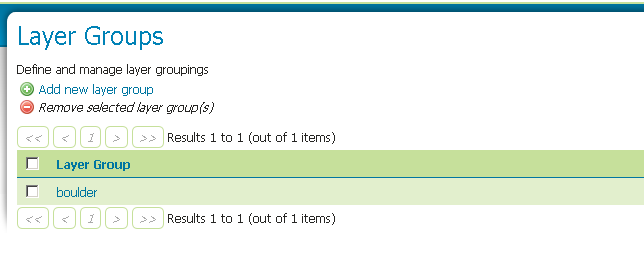 Layer Groups
Define and manage layer groupings
Add new layer group
Remove selected layer group(s)
<< < 1 > >> Results 1 to 1 (out of 1 items)
Layer Group
boulder
<< < 1 > >> Results 1 to 1 (out of 1 items)